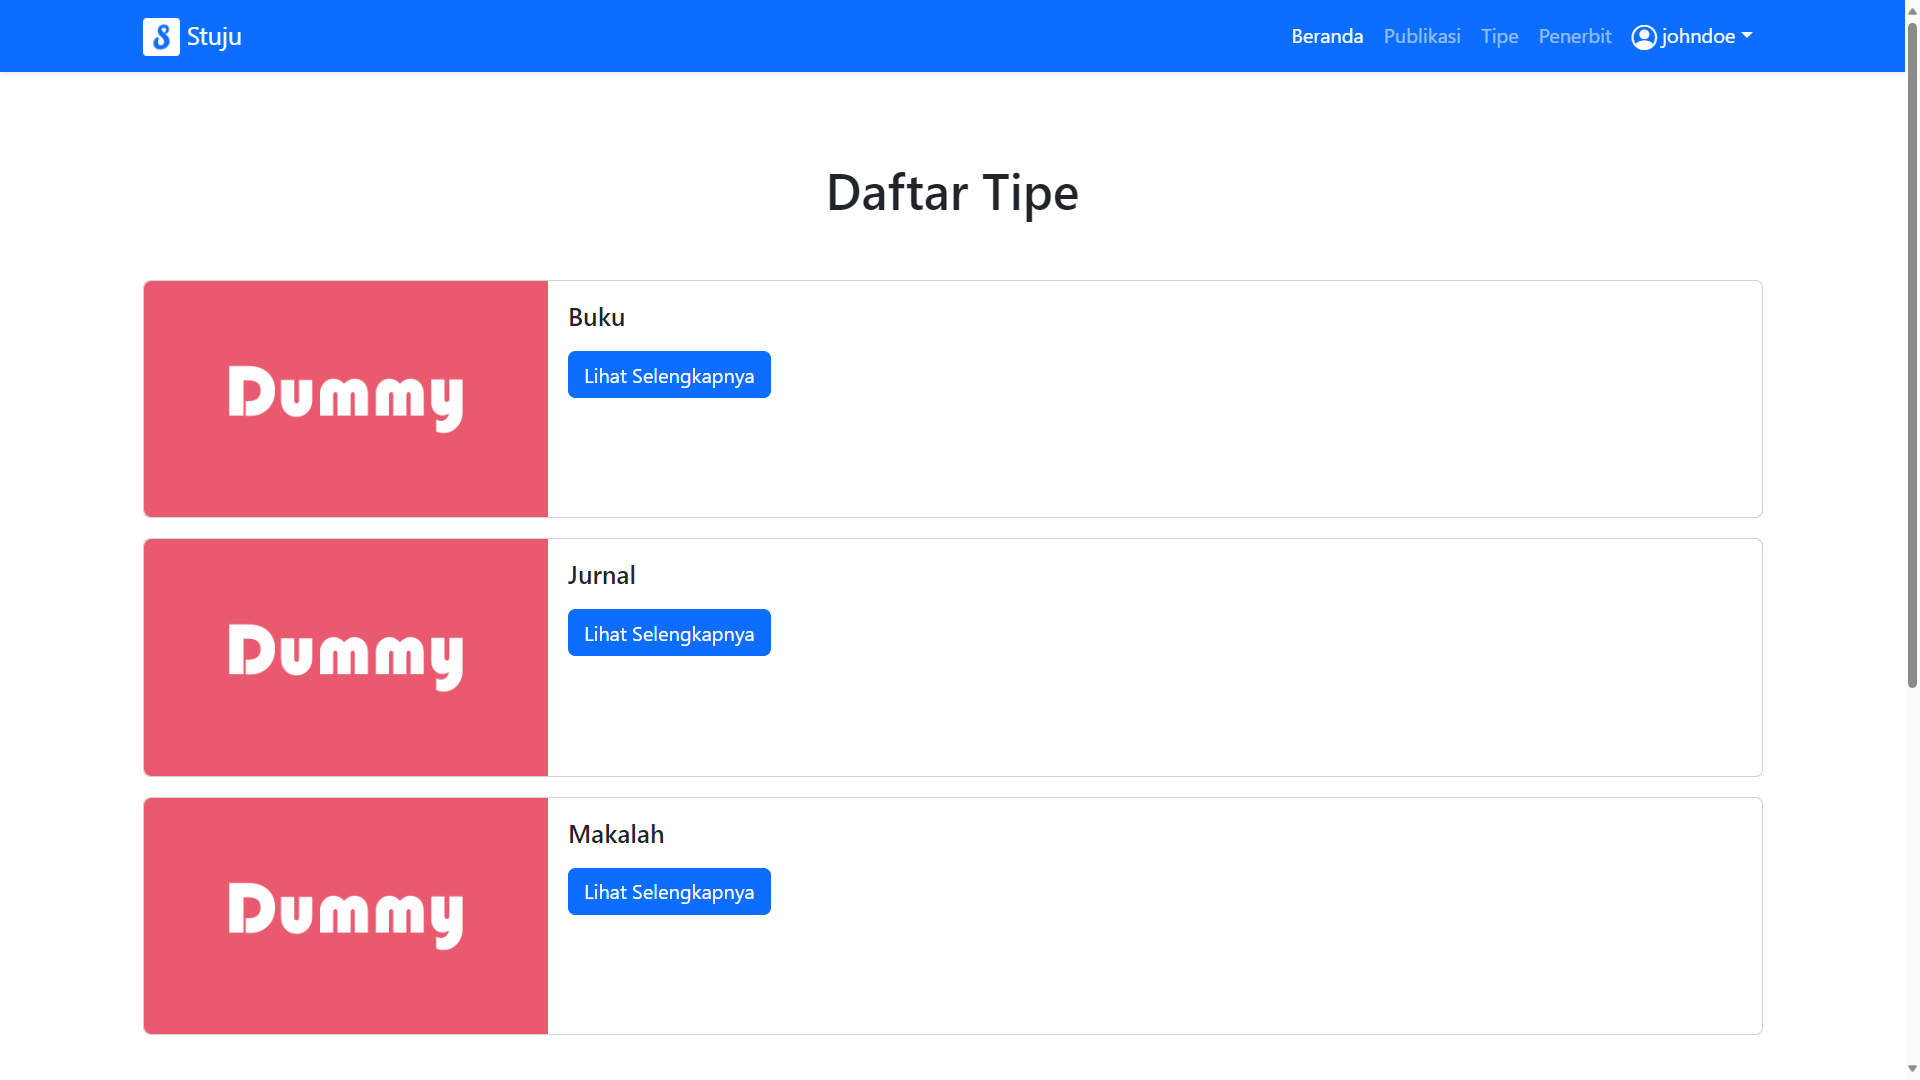 Stuju
Beranda Publikasi Tipe Penerbit johndoe
Daftar Tipe
Dummy
Buku
Lihat Selengkapnya
Dummy
Jurnal
Lihat Selengkapnya
Dummy
Makalah
Lihat Selengkapnya